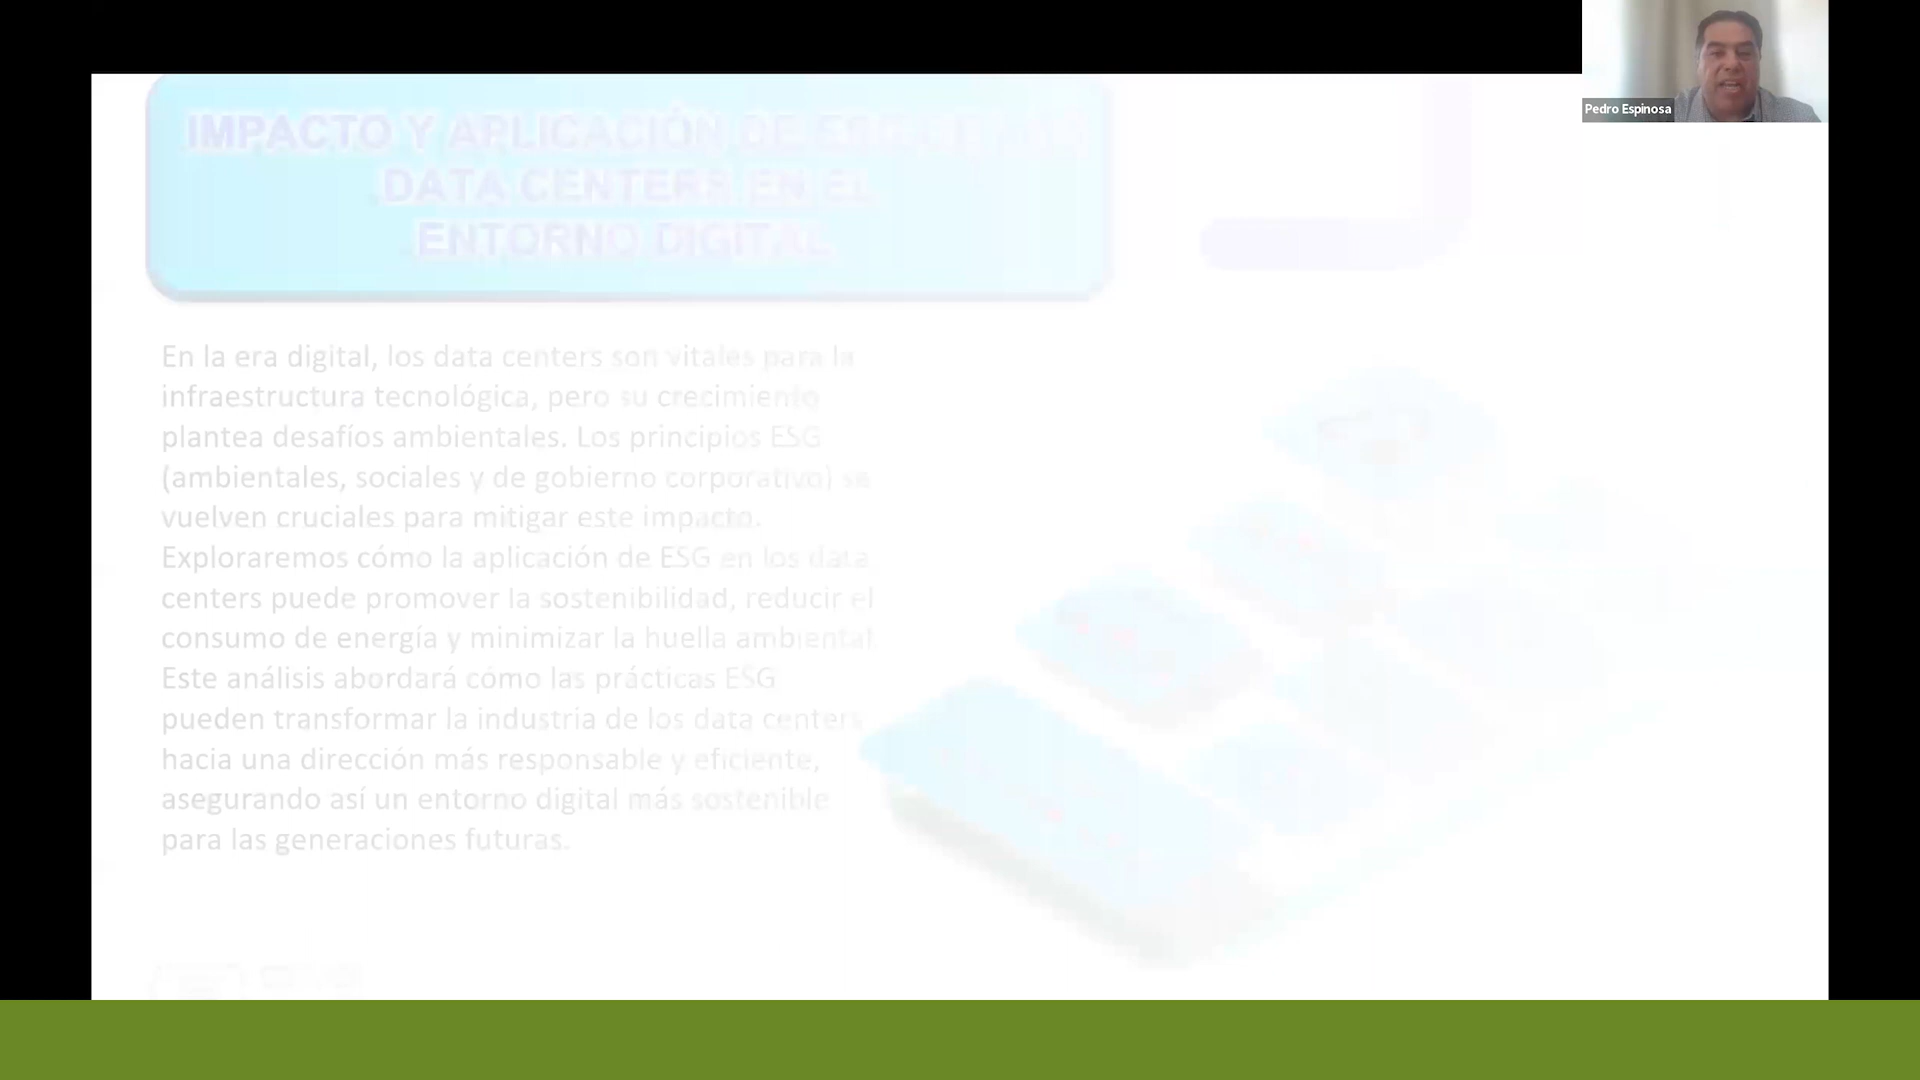 Pedro Espinosa
IMPACTO Y APLICACIÓN DE ESG EN LOS
DATA CENTERS EN EL
ENTORNO DIGITAL
En la era digital, los data centers son vitales para la
infraestructura tecnológica, pero su crecimiento
plantea desafíos ambientales. Los principios ESG
(ambientales, sociales y de gobierno corporativo) se
vuelven cruciales para mitigar este impacto.
Exploraremos cómo la aplicación de ESG en los data
centers puede promover la sostenibilidad, reducir el
consumo de energía y minimizar la huella ambiental.
Este análisis abordará cómo las prácticas ESG
pueden transformar la industria de los data centers
hacia una dirección más responsable y eficiente,
asegurando así un entorno digital más sostenible
para las generaciones futuras.